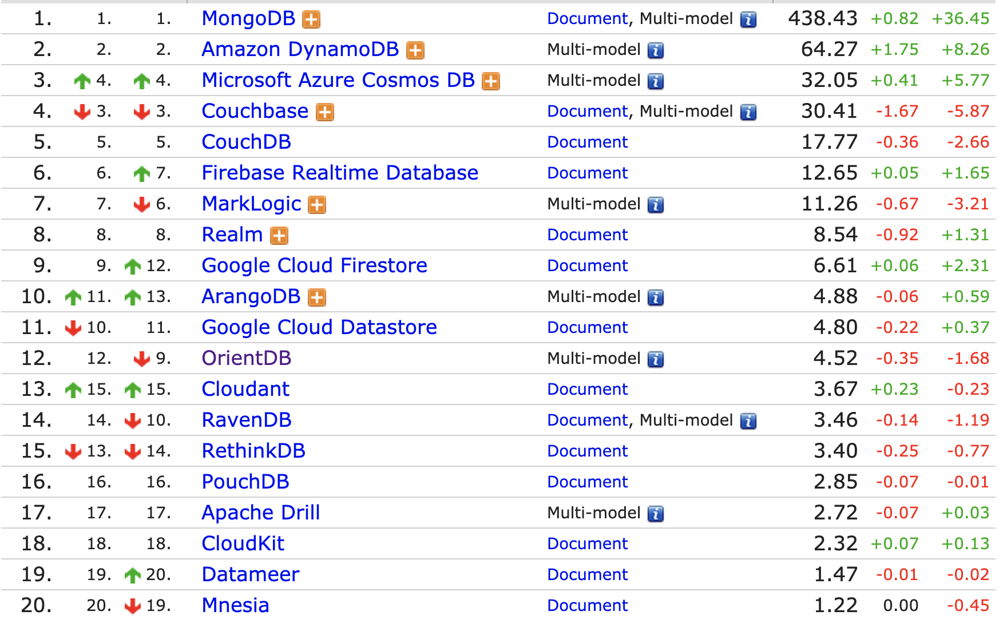 1. 1. 1. MongoDB Document, Multi-model 438.43 +0.82 +36.45
2. 2. 2. Amazon DynamoDB Multi-model 64.27 +1.75 +8.26
3. 4. 4. Microsoft Azure Cosmos DB Multi-model 32.05 +0.41 +5.77
4. 3. 3. Couchbase Document, Multi-model 30.41 -1.67 -5.87
5. 5. 5. CouchDB Document 17.77 -0.36 -2.66
6. 6. 7. Firebase Realtime Database Document 12.65 +0.05 +1.65
7. 7. 6. MarkLogic Multi-model 11.26 -0.67 -3.21
8. 8. 8. Realm Document 8.54 -0.92 +1.31
9. 9. 12. Google Cloud Firestore Document 6.61 +0.06 +2.31
10. 11. 13. ArangoDB Multi-model 4.88 -0.06 +0.59
11. 10. 11. Google Cloud Datastore Document 4.80 -0.22 +0.37
12. 12. 9. OrientDB Multi-model 4.52 -0.35 -1.68
13. 15. 15. Cloudant Document 3.67 +0.23 -0.23
14. 14. 10. RavenDB Document, Multi-model 3.46 -0.14 -1.19
15. 13. 14. RethinkDB Document 3.40 -0.25 -0.77
16. 16. 16. PouchDB Document 2.85 -0.07 -0.01
17. 17. 17. Apache Drill Multi-model 2.72 -0.07 +0.03
18. 18. 18. CloudKit Document 2.32 +0.07 +0.13
19. 19. 20. Datameer Document 1.47 -0.01 -0.02
20. 20. 19. Mnesia Document 1.22 0.00 -0.45